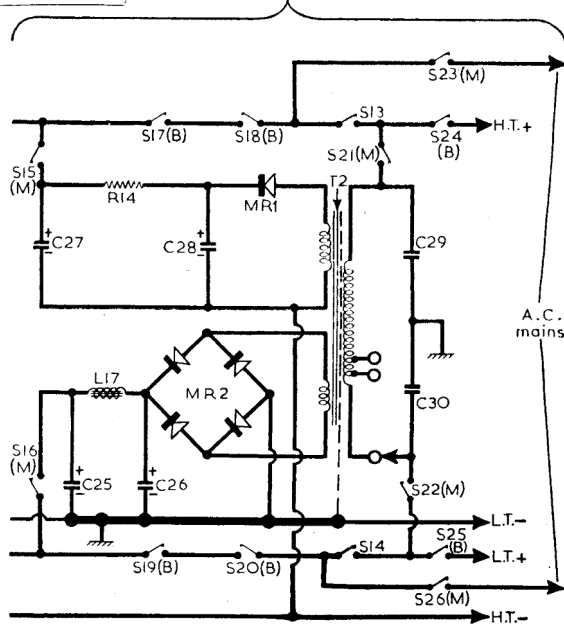 S23(M)
S17(B) S18(B) S13 S24 (B) H.T.+
S15 (M)
S21(M)
R14 MR1 T2
C27 C28 C29
A.C. mains
L17 MR2
C30
S16 (M)
C25 C26 S22(M)
L.T.-
S19(B) S20(B) S14 S25 (B) L.T.+
S26(M)
H.T.-